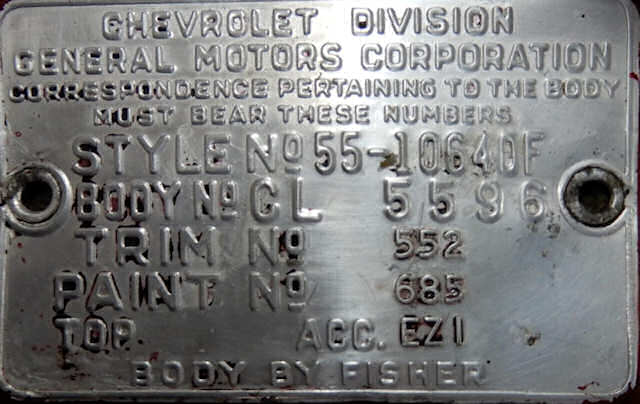 CHEVROLET DIVISION
GENERAL MOTORS CORPORATION
CORRESPONDENCE PERTAINING TO THE BODY
MUST BEAR THESE NUMBERS
STYLE Nº 55-1064DF
BODY Nº CL 5596
TRIM Nº 552
PAINT Nº 685
TOP. ACC. EZI
BODY BY FISHER